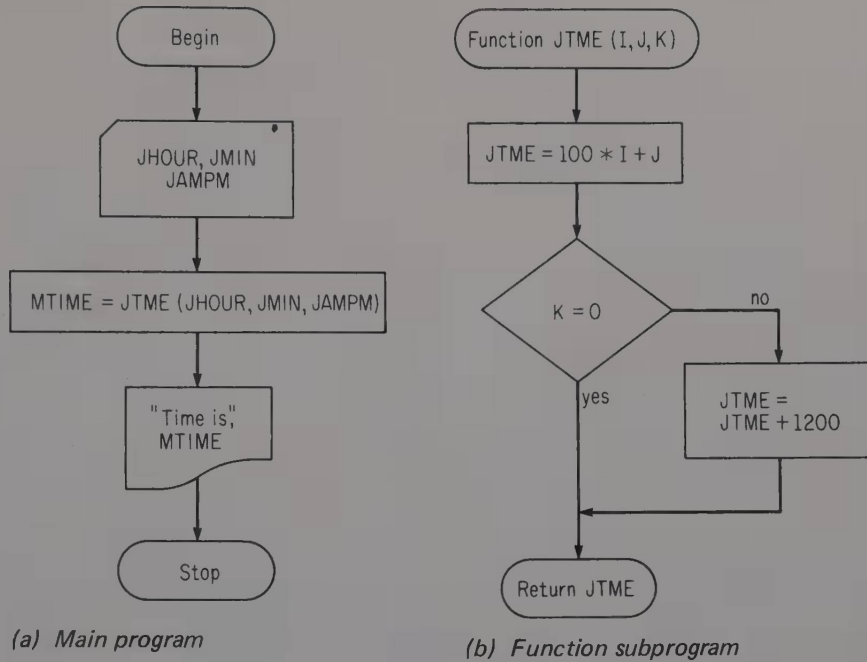 Begin
JHOUR, JMIN
JAMPM
MTIME = JTME (JHOUR, JMIN, JAMPM)
"Time is",
MTIME
Stop
(a) Main program
Function JTME (I, J, K)
JTME = 100 * I + J
K = 0
no
yes
JTME =
JTME + 1200
Return JTME
(b) Function subprogram